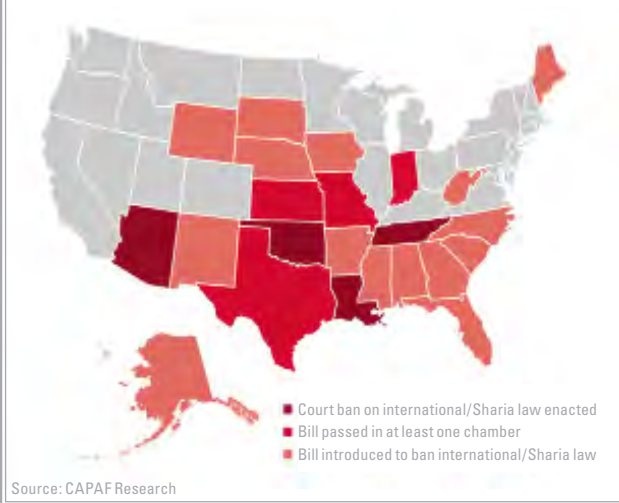 Court ban on international/Sharia law enacted
Bill passed in at least one chamber
Bill introduced to ban international/Sharia law
Source: CAPAF Research